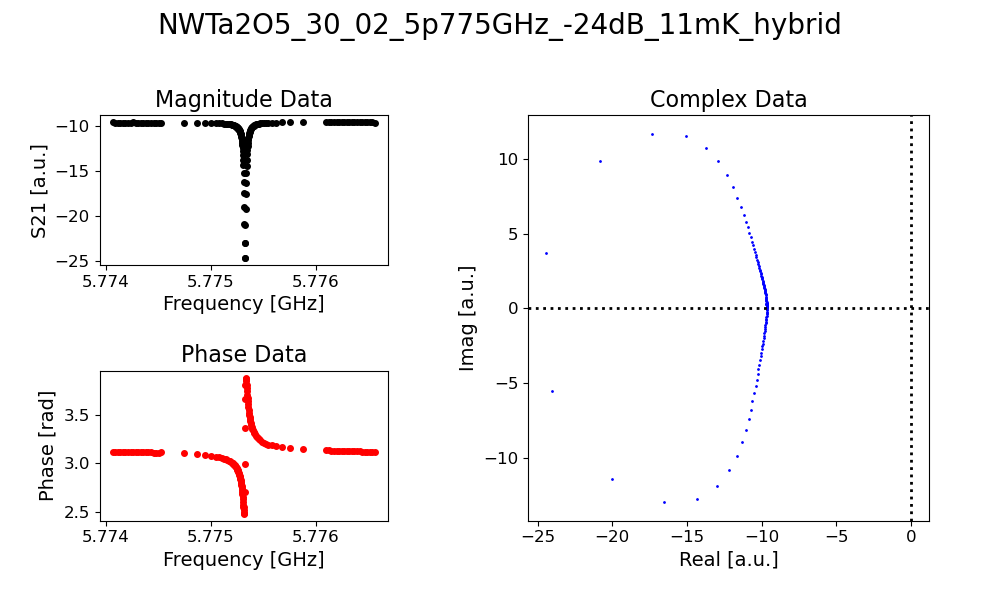 NWTa2O5_30_02_5p775GHz_-24dB_11mK_hybrid
Magnitude Data
S21 [a.u.]
−10
−15
−20
−25
5.774
5.775
5.776
Frequency [GHz]
Phase Data
Phase [rad]
3.5
3.0
2.5
5.774
5.775
5.776
Frequency [GHz]
Complex Data
Imag [a.u.]
10
5
0
−5
−10
−25
−20
−15
−10
−5
0
Real [a.u.]